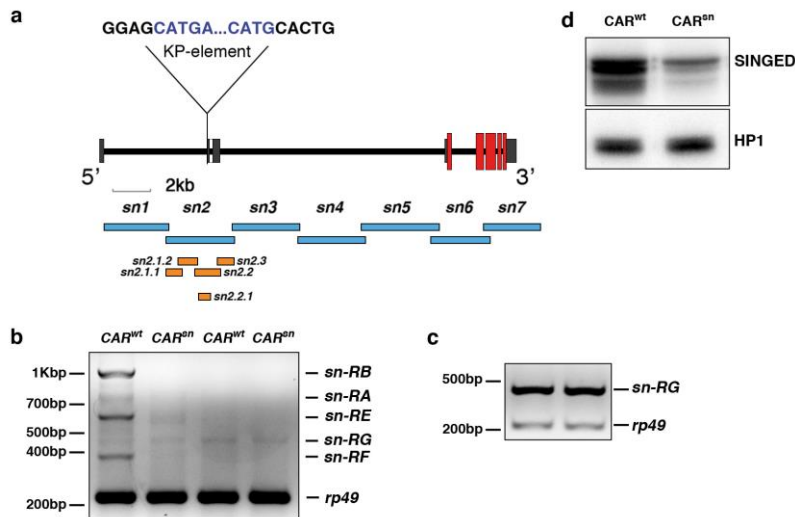 a
GGAGCATGA...CATGCACTG
KP-element
5' 3'
2kb
sn1 sn2 sn3 sn4 sn5 sn6 sn7
sn2.1.2 sn2.3
sn2.1.1 sn2.2
sn2.2.1
d
CARwt CARsn
SINGED
HP1
b
CARwt CARsn CARwt CARsn
1Kbp sn-RB
700bp sn-RA
sn-RE
500bp sn-RG
400bp sn-RF
200bp rp49
c
500bp sn-RG
200bp rp49